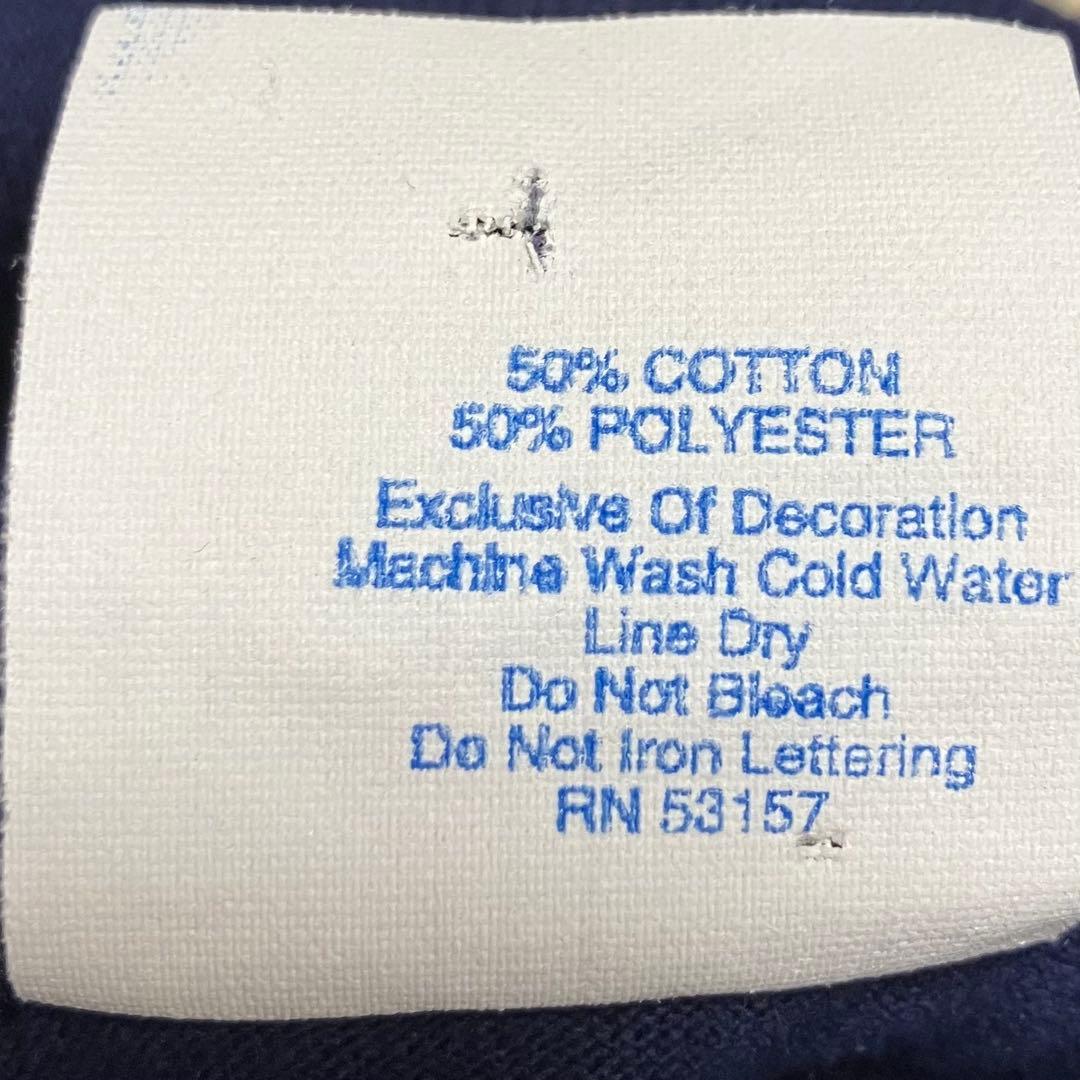 50% COTTON
50% POLYESTER
Exclusive Of Decoration
Machine Wash Cold Water
Line Dry
Do Not Bleach
Do Not Iron Lettering
RN 53157